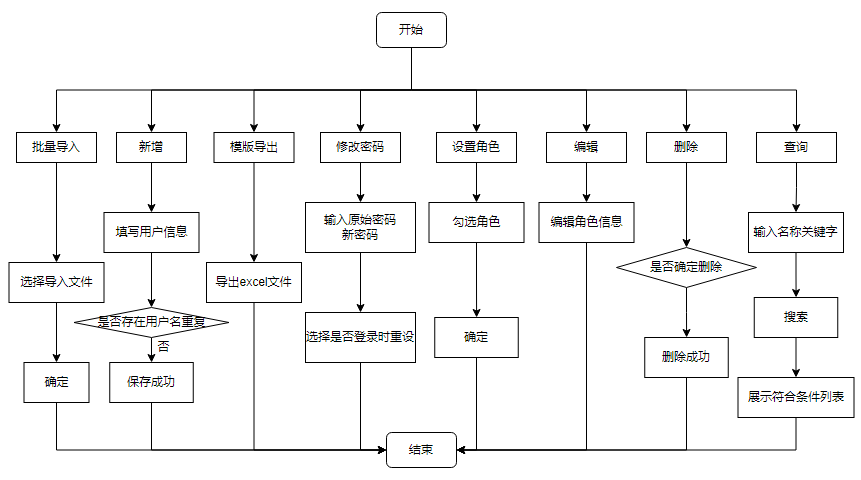 开始
批量导入
新增
模版导出
修改密码
设置角色
编辑
删除
查询
填写用户信息
输入原始密码
新密码
勾选角色
编辑角色信息
输入名称关键字
选择导入文件
导出excel文件
是否确定删除
是否存在用户名重复
否
选择是否登录时重设
确定
搜索
删除成功
确定
保存成功
展示符合条件列表
结束